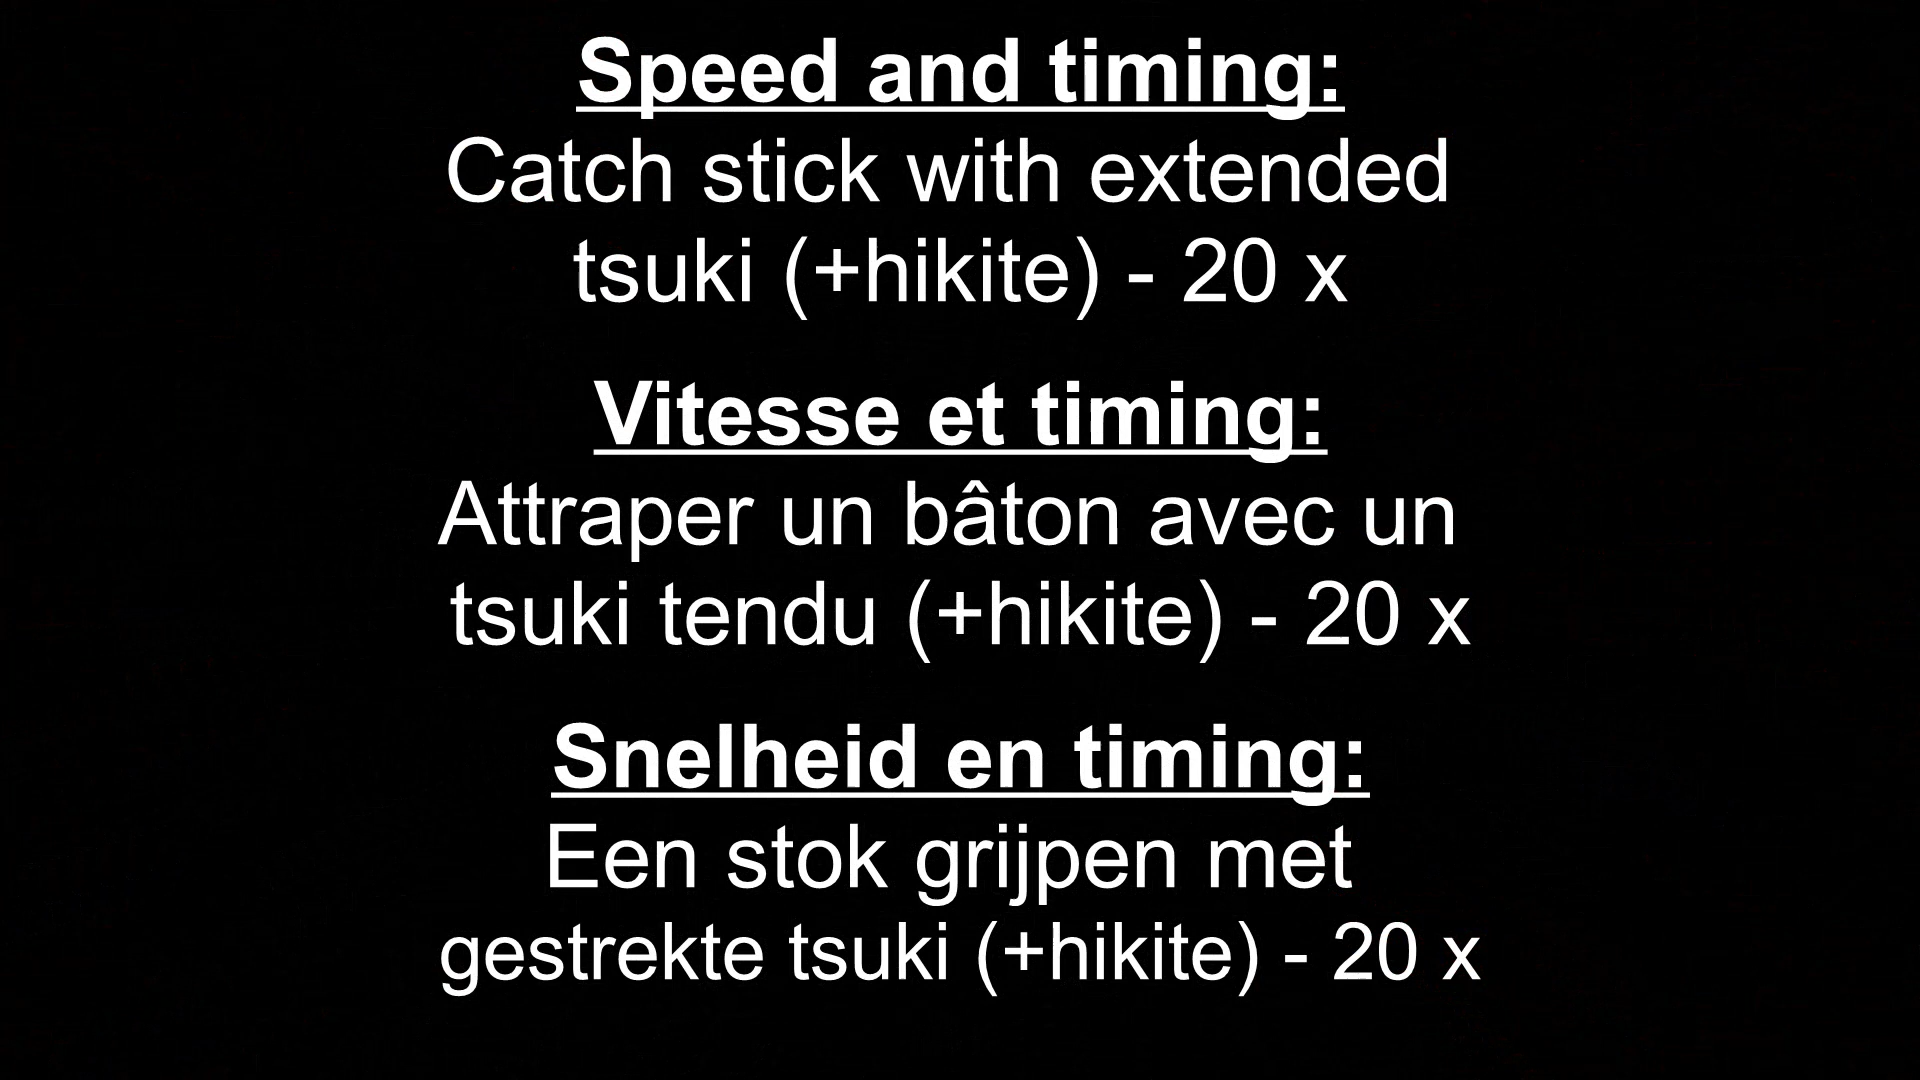 Speed and timing:
Catch stick with extended
tsuki (+hikite) - 20 x
Vitesse et timing:
Attraper un bâton avec un
tsuki tendu (+hikite) - 20 x
Snelheid en timing:
Een stok grijpen met
gestrekte tsuki (+hikite) - 20 x